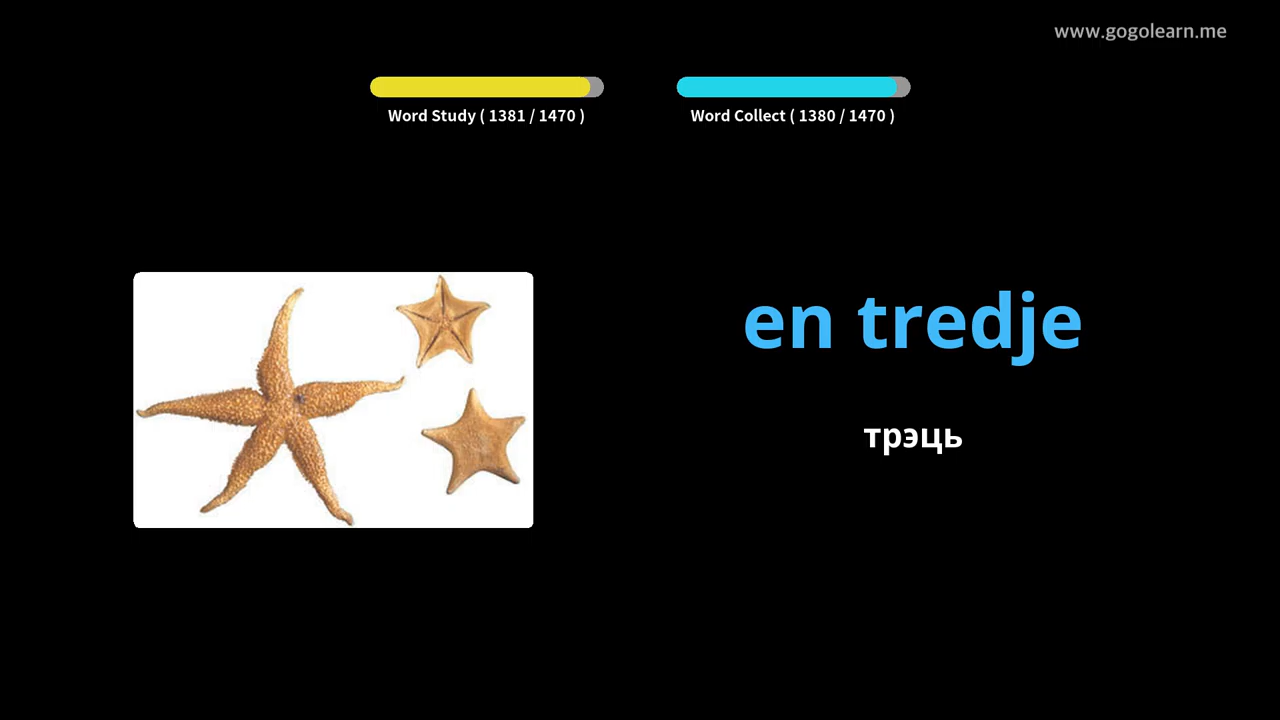 www.gogolearn.me
Word Study ( 1381 / 1470 )
Word Collect ( 1380 / 1470 )
en tredje
трэць